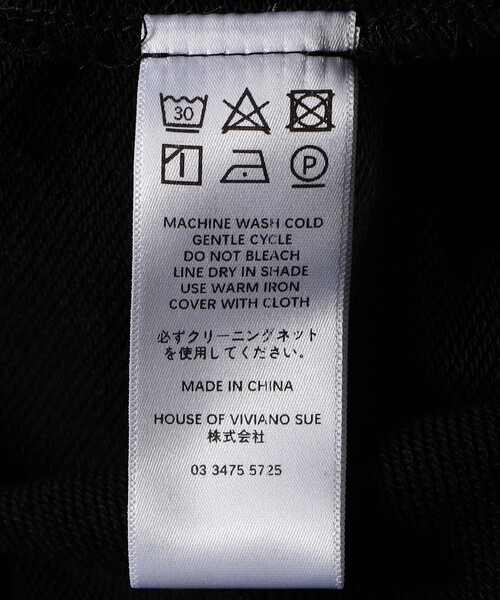 30
P
MACHINE WASH COLD
GENTLE CYCLE
DO NOT BLEACH
LINE DRY IN SHADE
USE WARM IRON
COVER WITH CLOTH
必ずクリーニングネット
を使用してください。
MADE IN CHINA
HOUSE OF VIVIANO SUE
株式会社
03 3475 5725